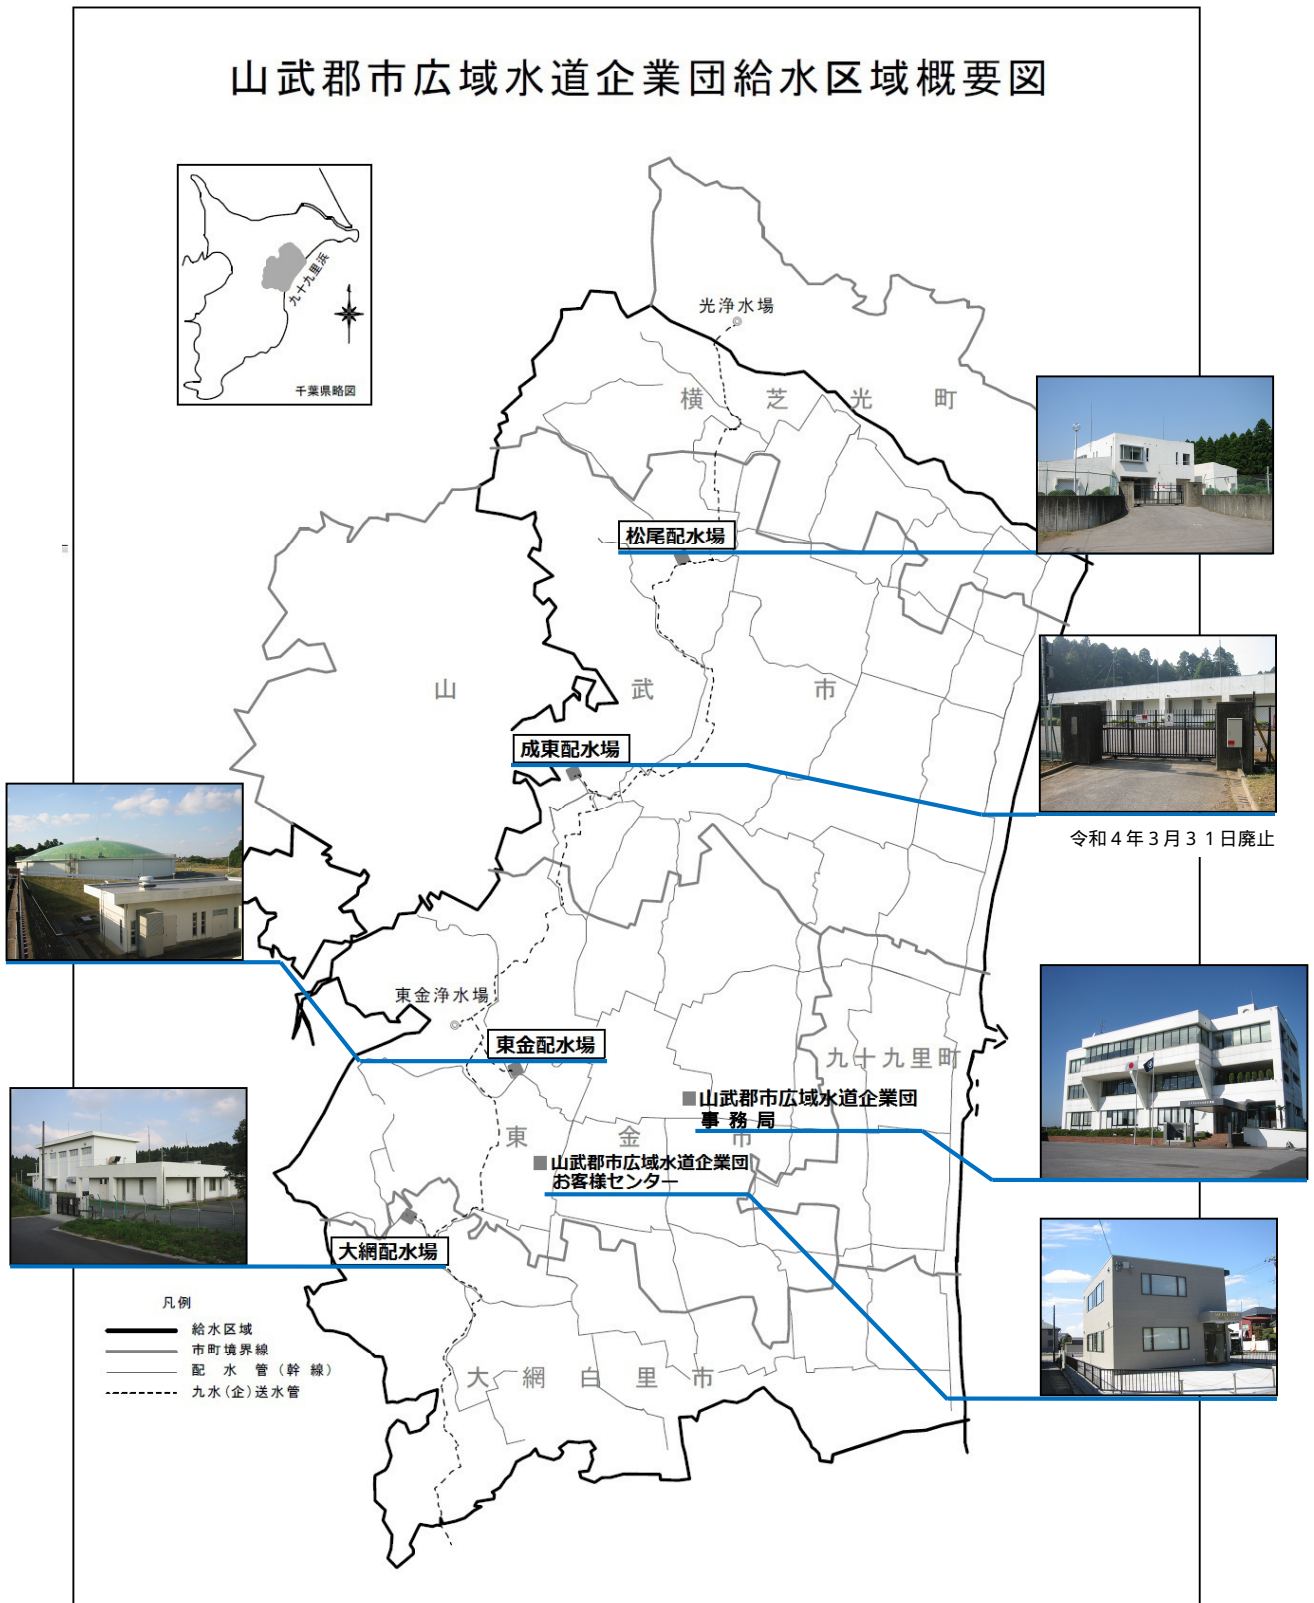 山武郡市広域水道企業団給水区域概要図
九十九里浜
千葉県略図
光浄水場
横芝光町
松尾配水場
山武市
成東配水場
令和4年3月31日廃止
東金浄水場
東金配水場
九十九里町
山武郡市広域水道企業団
事務局
東金市
山武郡市広域水道企業団
お客様センター
大網配水場
凡例
給水区域
市町境界線
配水管(幹線)
九水(企)送水管
大網白里市